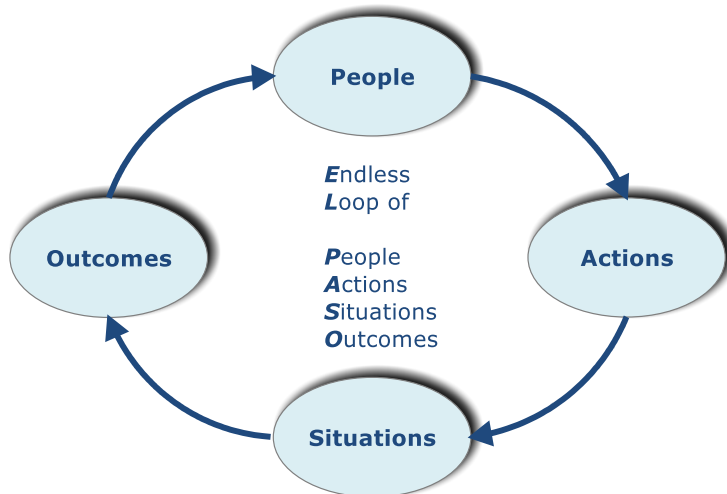 People
Endless
Loop of
Outcomes
Actions
People
Actions
Situations
Outcomes
Situations